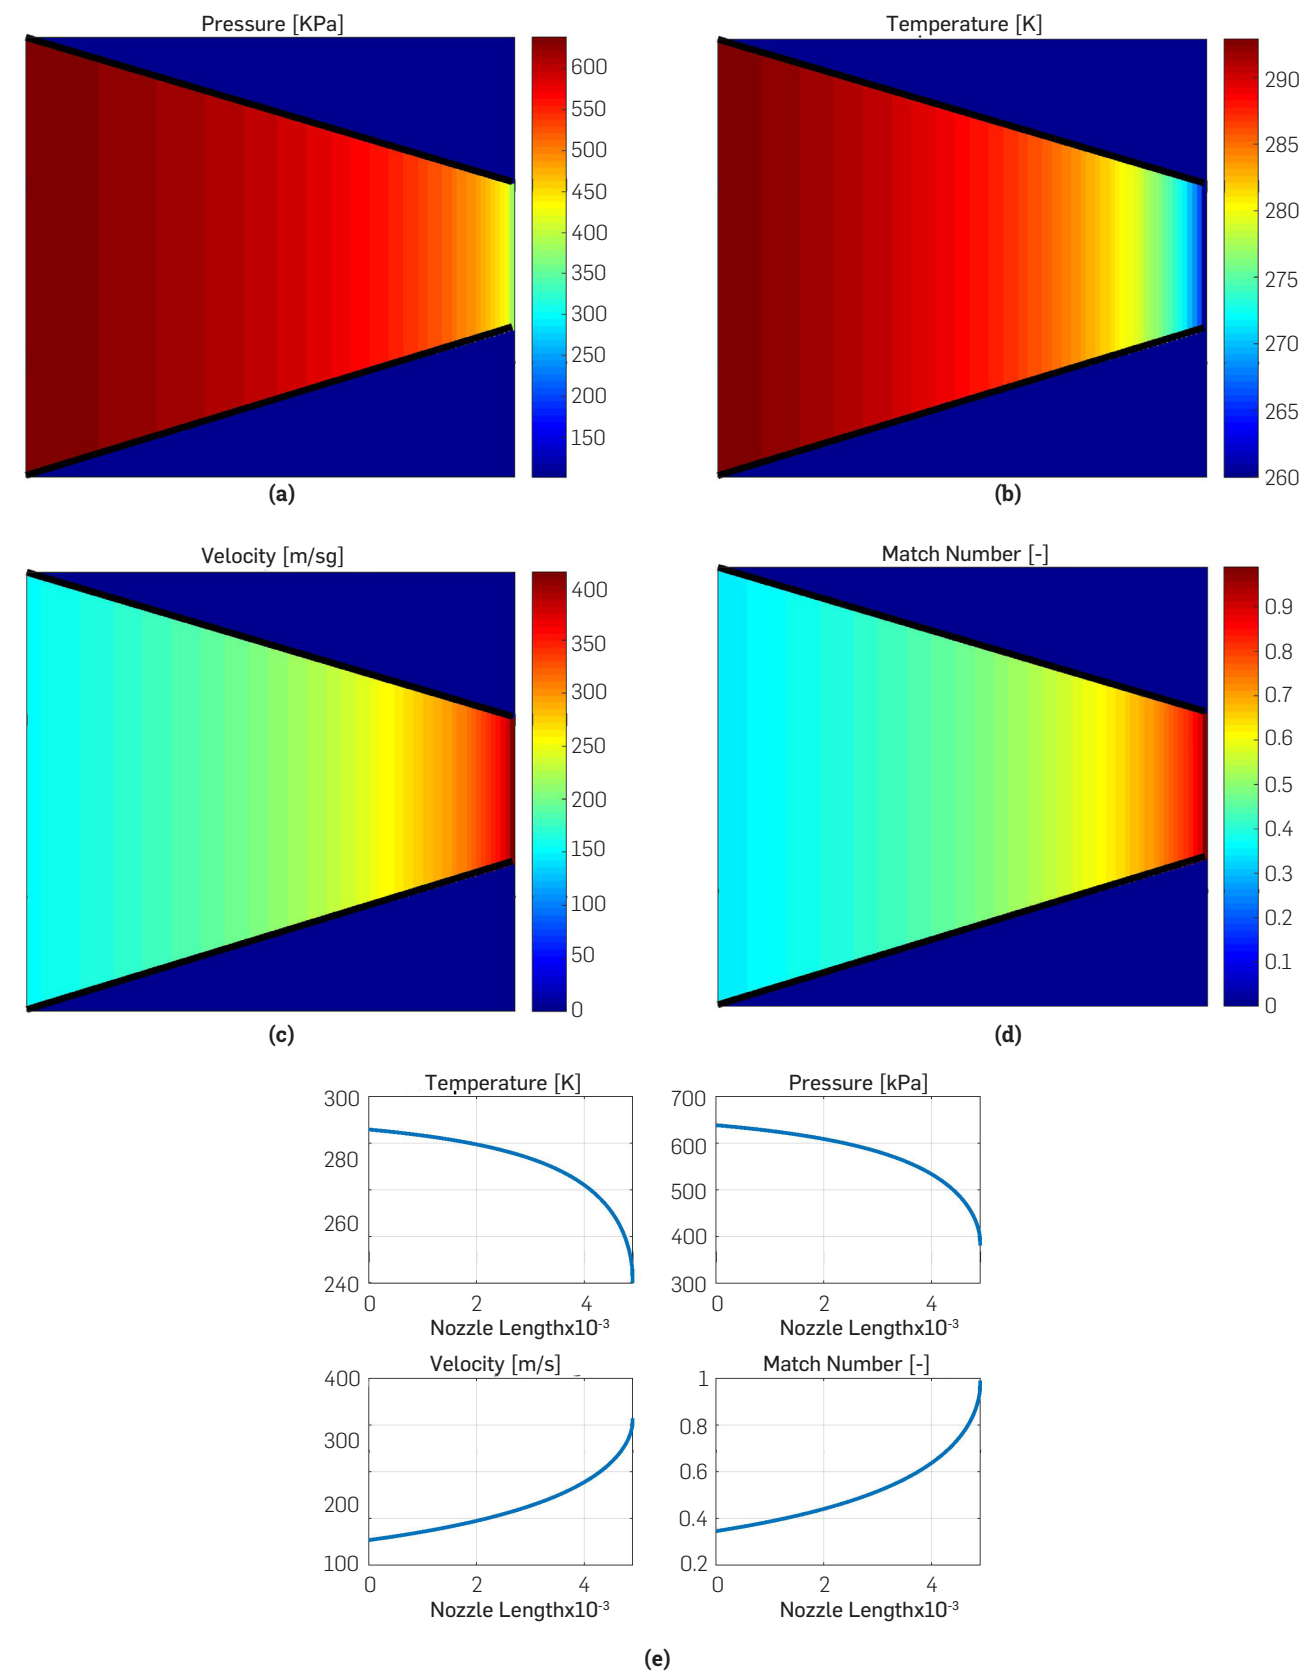 Pressure [KPa]
600
550
500
450
400
350
300
250
200
150
(a)
Temperature [K]
290
285
280
275
270
265
260
(b)
Velocity [m/sg]
400
350
300
250
200
150
100
50
0
(c)
Match Number [-]
0.9
0.8
0.7
0.6
0.5
0.4
0.3
0.2
0.1
0
(d)
Temperature [K]
300
280
260
240
0 2 4
Nozzle Lengthx10⁻³
Pressure [kPa]
700
600
500
400
300
0 2 4
Nozzle Lengthx10⁻³
Velocity [m/s]
400
300
200
100
0 2 4
Nozzle Lengthx10⁻³
Match Number [-]
1
0.8
0.6
0.4
0.2
0 2 4
Nozzle Lengthx10⁻³
(e)